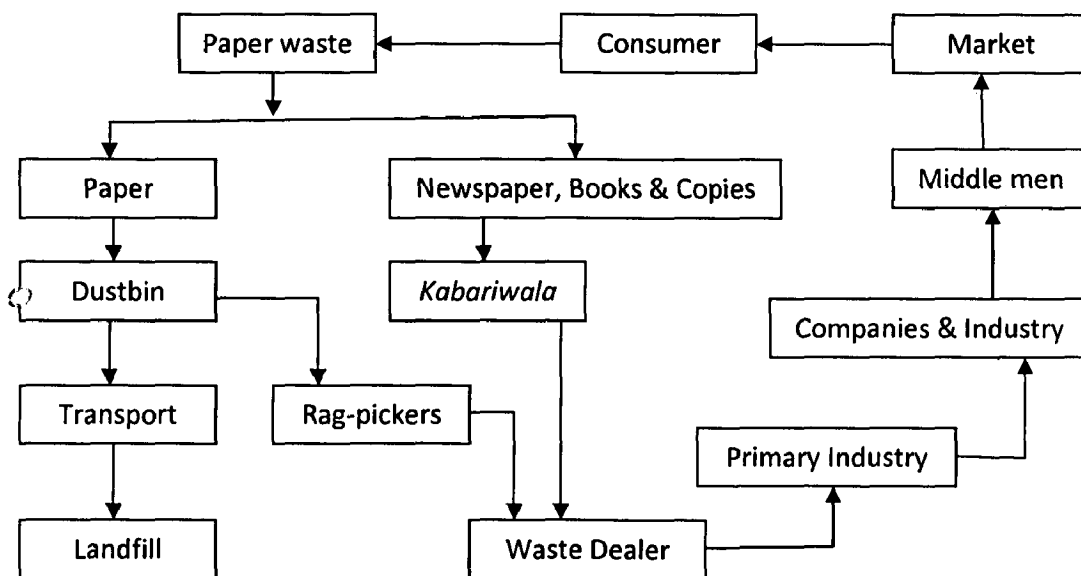 Paper waste
Consumer
Market
Paper
Newspaper, Books & Copies
Middle men
Dustbin
Kabariwala
Companies & Industry
Transport
Rag-pickers
Primary Industry
Landfill
Waste Dealer